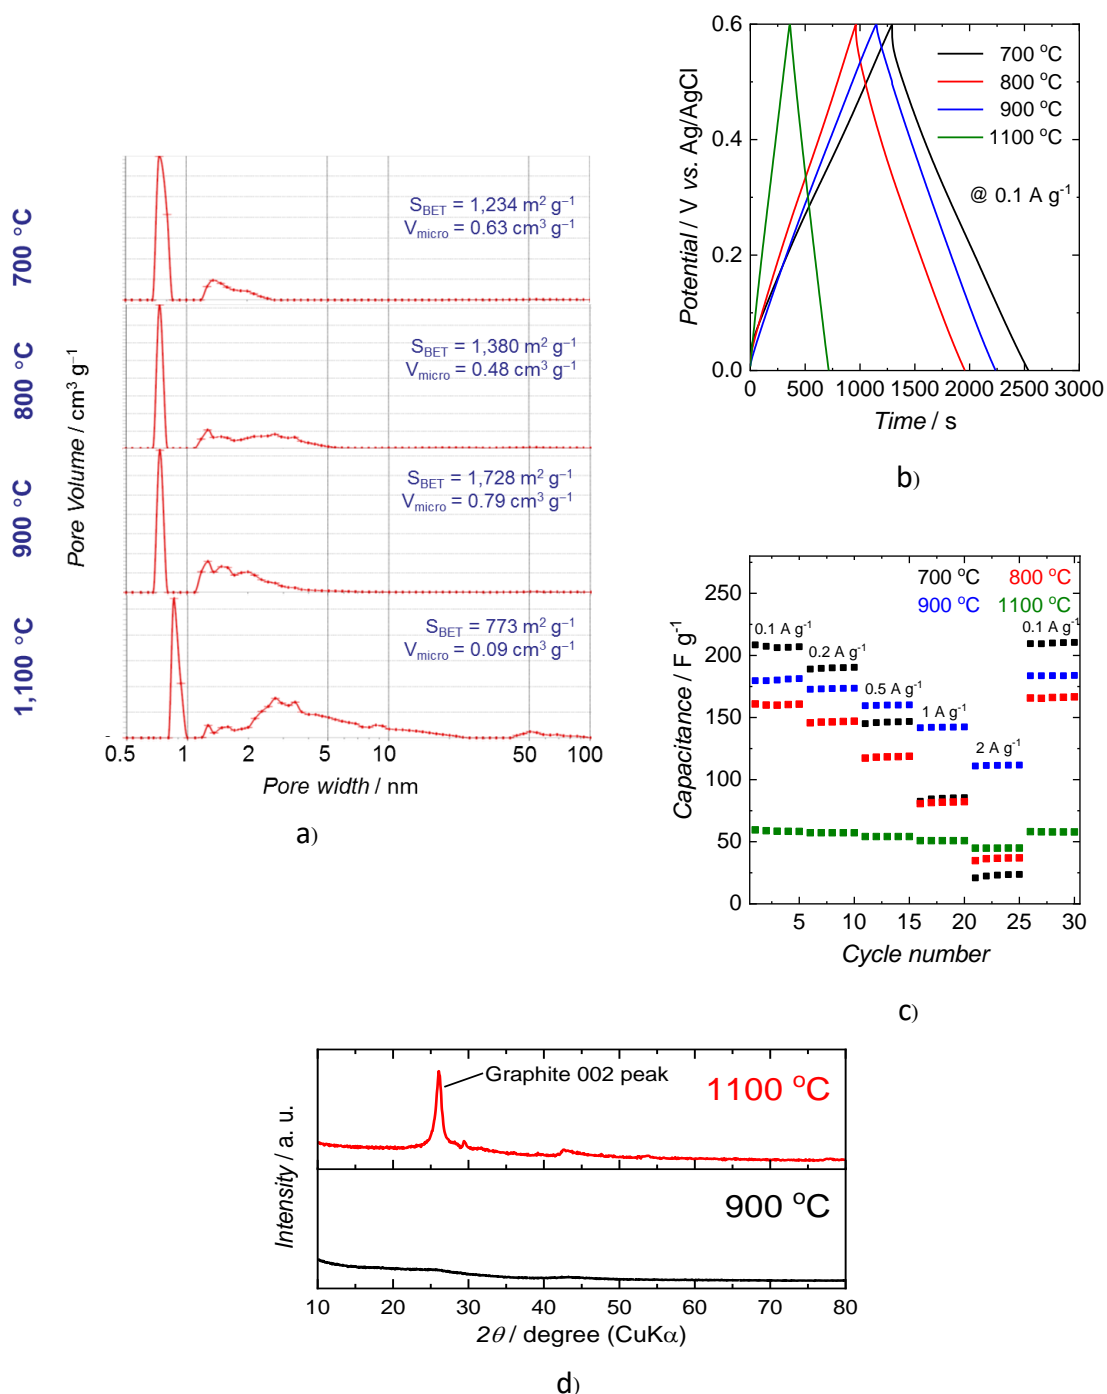 700 °C
S_BET = 1,234 m² g⁻¹
V_micro = 0.63 cm³ g⁻¹
800 °C
S_BET = 1,380 m² g⁻¹
V_micro = 0.48 cm³ g⁻¹
900 °C
S_BET = 1,728 m² g⁻¹
V_micro = 0.79 cm³ g⁻¹
1,100 °C
S_BET = 773 m² g⁻¹
V_micro = 0.09 cm³ g⁻¹
Pore Volume / cm³ g⁻¹
0.5 1 2 5 10 50 100
Pore width / nm
a)
0.6
0.4
0.2
0.0
Potential / V vs. Ag/AgCl
700 °C
800 °C
900 °C
1100 °C
@ 0.1 A g⁻¹
0 500 1000 1500 2000 2500 3000
Time / s
b)
250
200
150
100
50
0
Capacitance / F g⁻¹
700 °C 800 °C
900 °C 1100 °C
0.1 A g⁻¹
0.2 A g⁻¹
0.5 A g⁻¹
1 A g⁻¹
2 A g⁻¹
0.1 A g⁻¹
5 10 15 20 25 30
Cycle number
c)
Intensity / a. u.
Graphite 002 peak
1100 °C
900 °C
10 20 30 40 50 60 70 80
2θ / degree (CuKα)
d)